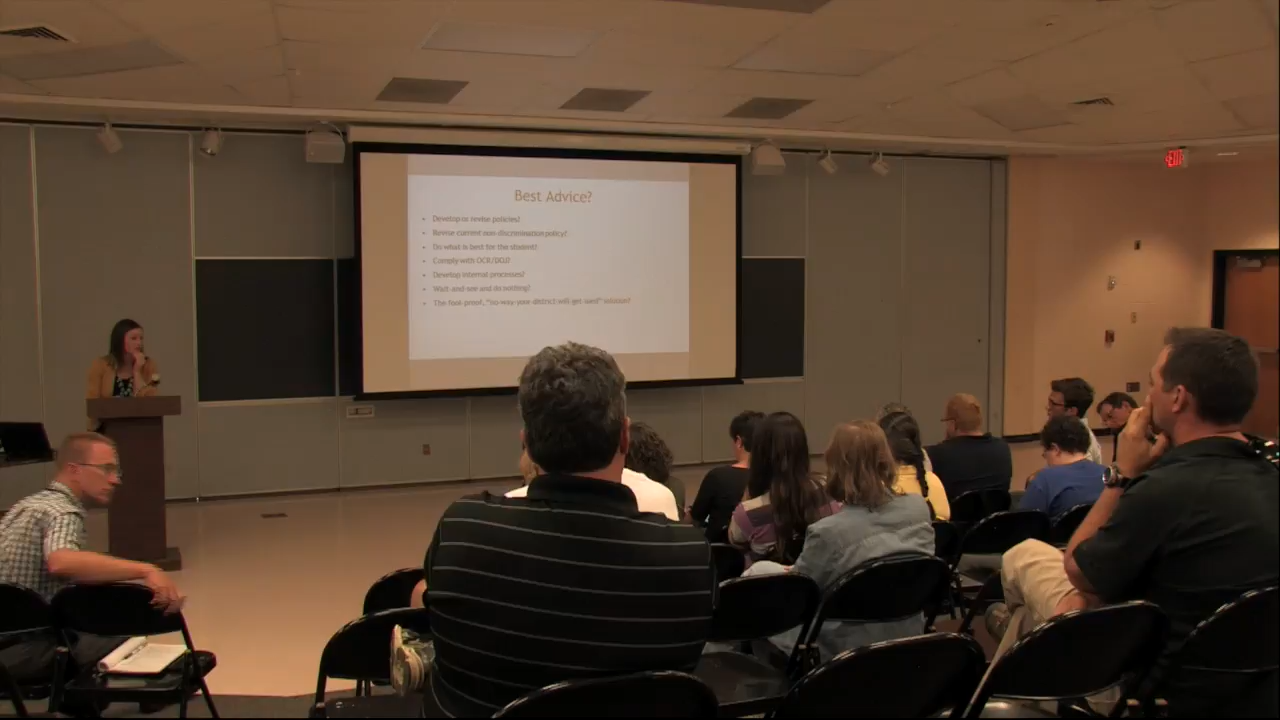 Best Advice?
• Develop or revise policies?
• Revise current non-discrimination policy?
• Do what is best for the student?
• Comply with OCR/DOJ?
• Develop internal processes?
• Wait-and-see and do nothing?
• The fool proof, "no way your district will get sued" solution?
EXIT